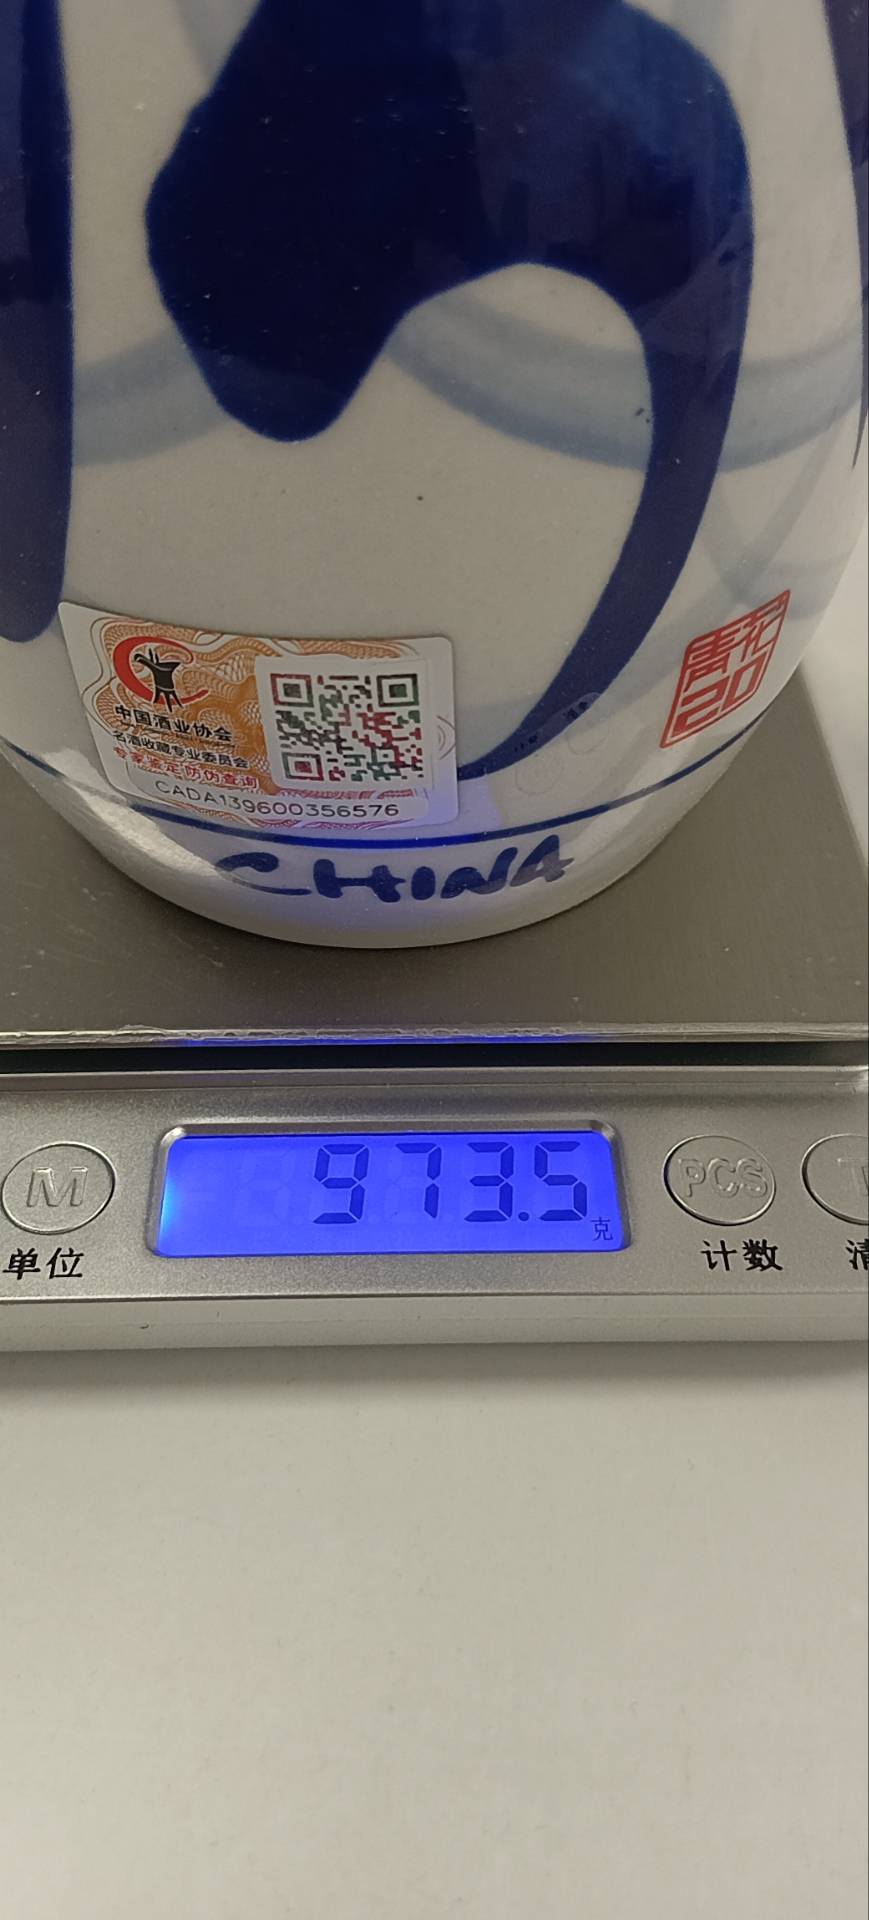 中国酒业协会
名酒收藏专业委员会
专家鉴定 防伪查询
CADA139600356576
青花
20
CHINA
973.5
克
M
单位
PCS
计数
T
清